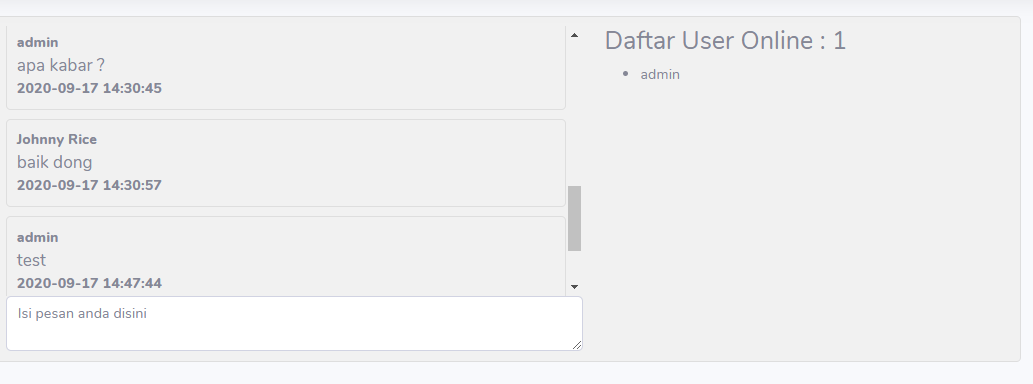 admin
apa kabar ?
2020-09-17 14:30:45
Johnny Rice
baik dong
2020-09-17 14:30:57
admin
test
2020-09-17 14:47:44
Isi pesan anda disini
Daftar User Online : 1
admin